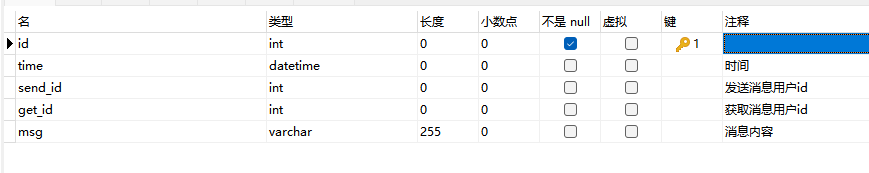 名 类型 长度 小数点 不是 null 虚拟 键 注释
id int 0 0 1
time datetime 0 0 时间
send_id int 0 0 发送消息用户id
get_id int 0 0 获取消息用户id
msg varchar 255 0 消息内容